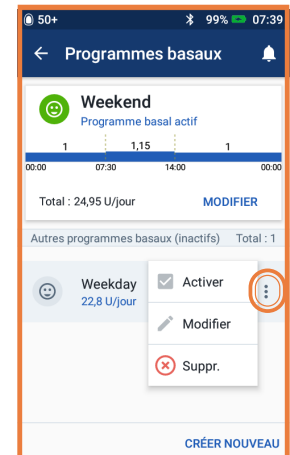 50+ 99% 07:39
Programmes basaux
Weekend
Programme basal actif
1 1,15 1
00:00 07:30 14:00 00:00
Total : 24,95 U/jour MODIFIER
Autres programmes basaux (inactifs) Total : 1
Weekday
22,8 U/jour
Activer
Modifier
Suppr.
CRÉER NOUVEAU